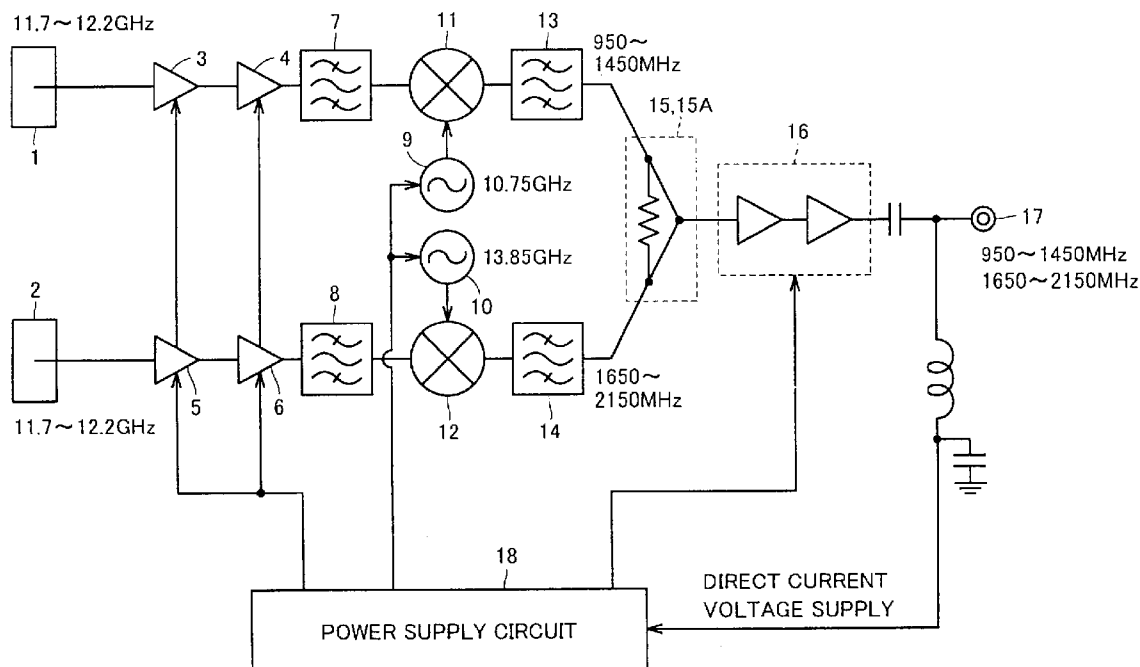 11.7~12.2GHz
1
3
4
7
11
13
950~
1450MHz
15,15A
16
9
10.75GHz
13.85GHz
10
17
950~1450MHz
1650~2150MHz
2
11.7~12.2GHz
5
6
8
12
14
1650~
2150MHz
18
POWER SUPPLY CIRCUIT
DIRECT CURRENT
VOLTAGE SUPPLY